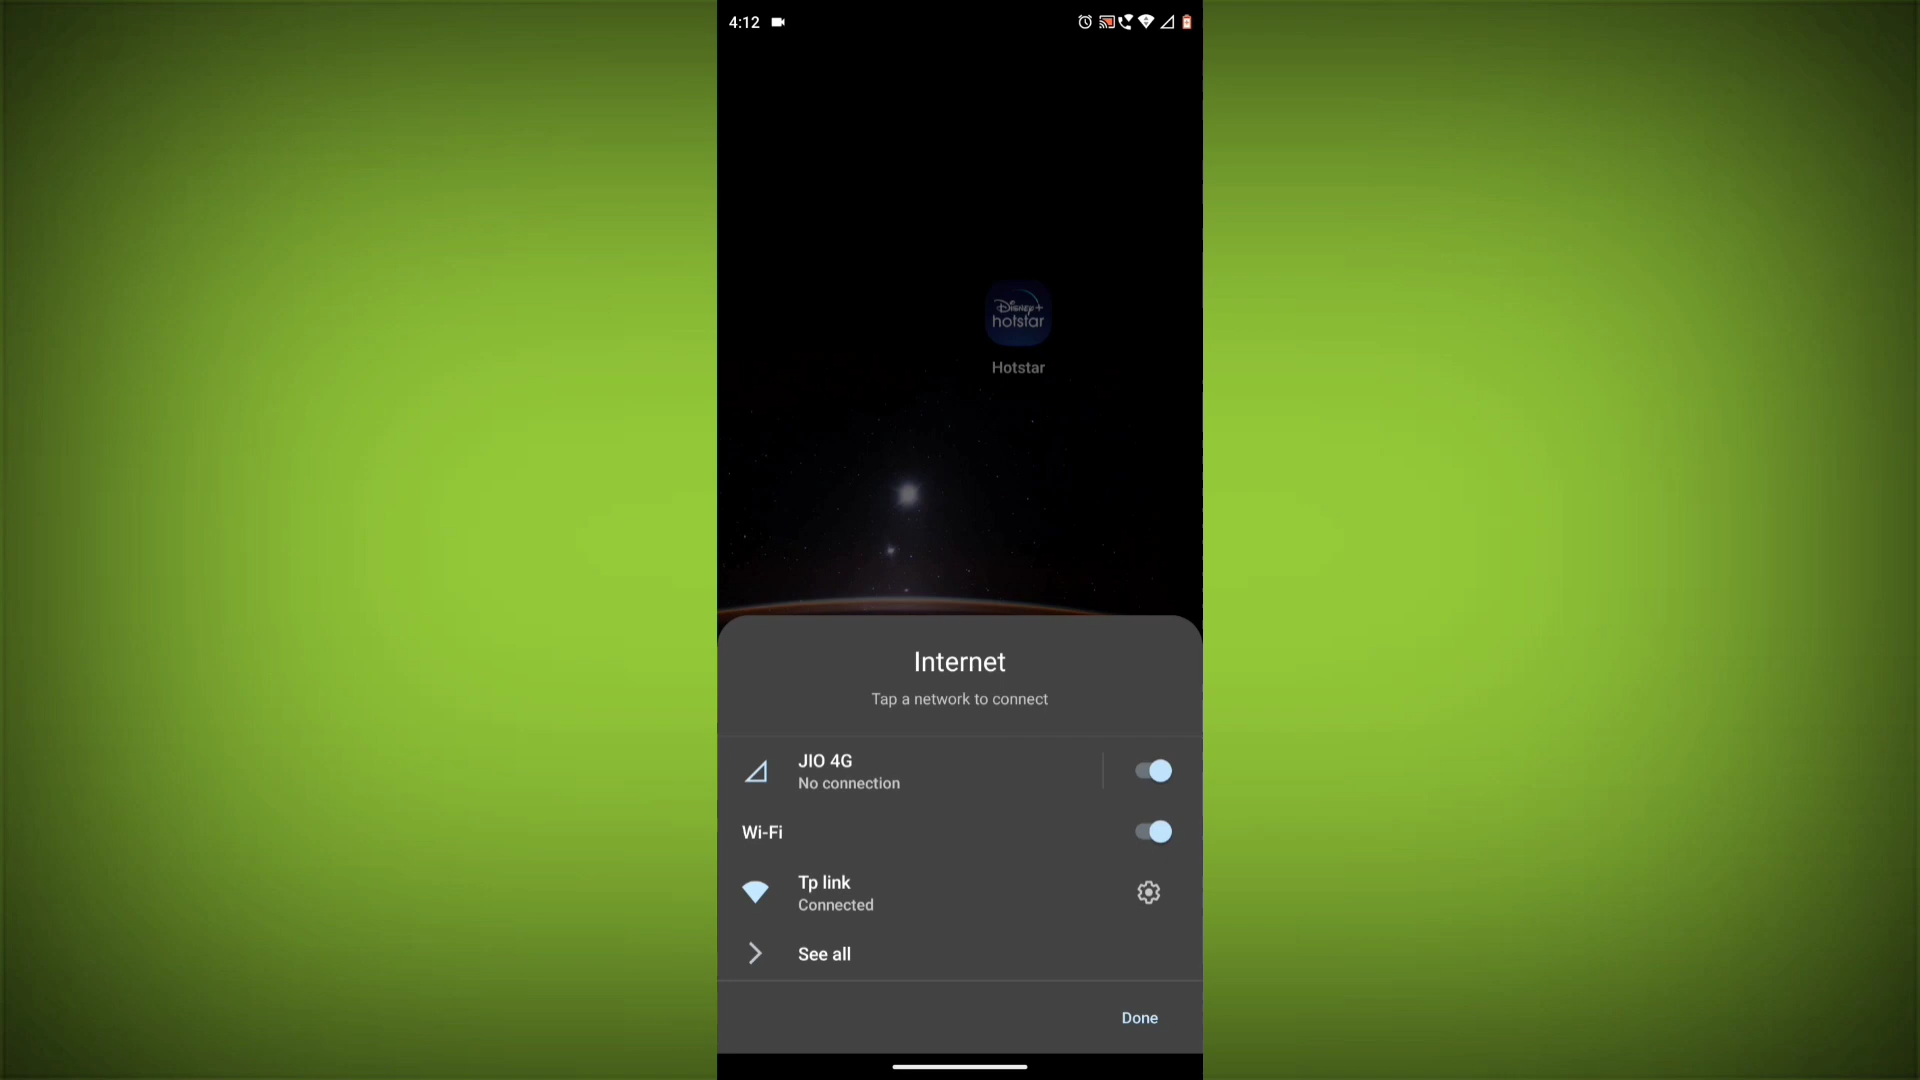 4:12
Disney+
hotstar
Hotstar
Internet
Tap a network to connect
JIO 4G
No connection
Wi-Fi
Tp link
Connected
See all
Done